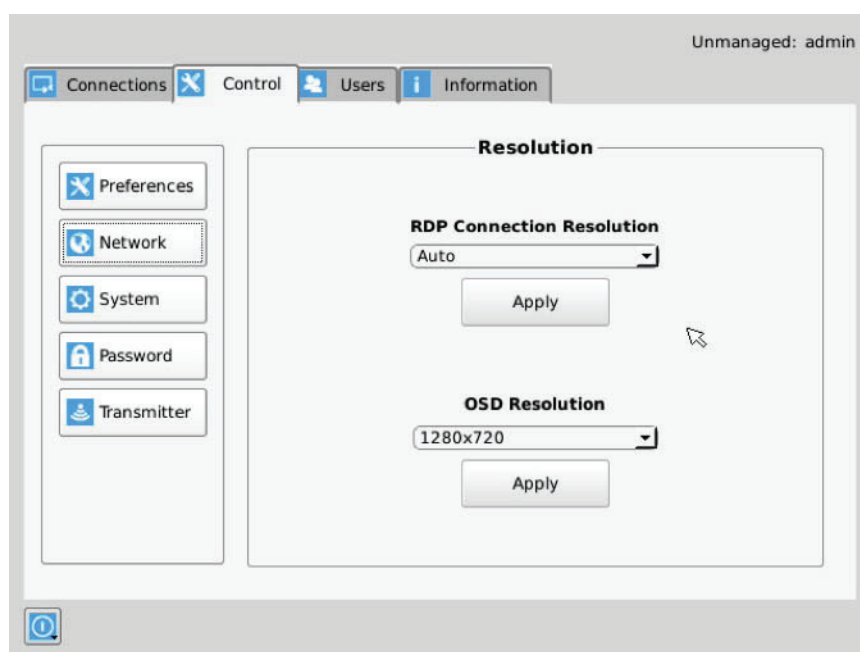 Unmanaged: admin
Connections Control Users Information
Preferences
Network
System
Password
Transmitter
Resolution
RDP Connection Resolution
Auto
Apply
OSD Resolution
1280x720
Apply